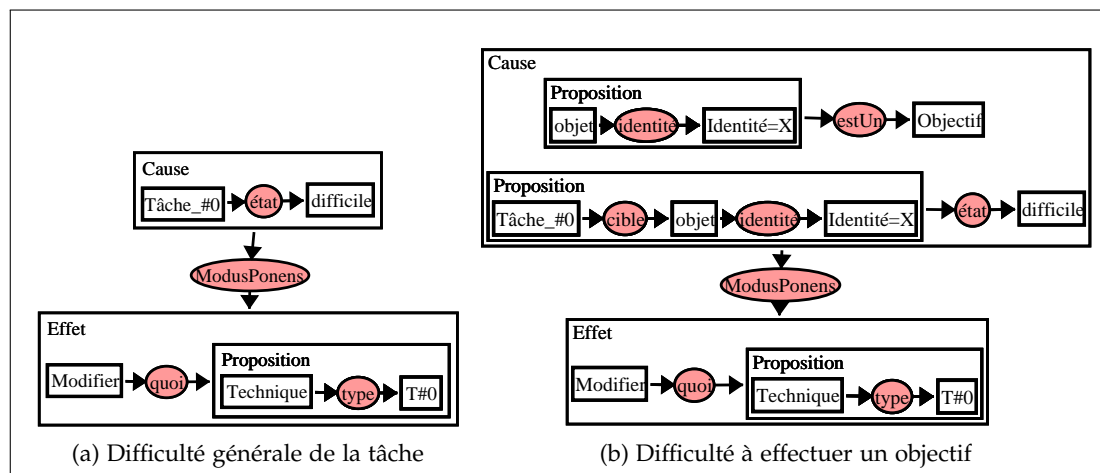 Cause
Tâche_#0 état difficile
ModusPonens
Effet
Proposition
Modifier quoi Technique type T#0
(a) Difficulté générale de la tâche
Cause
Proposition
objet identité Identité=X estUn Objectif
Proposition
Tâche_#0 cible objet identité Identité=X état difficile
ModusPonens
Effet
Proposition
Modifier quoi Technique type T#0
(b) Difficulté à effectuer un objectif